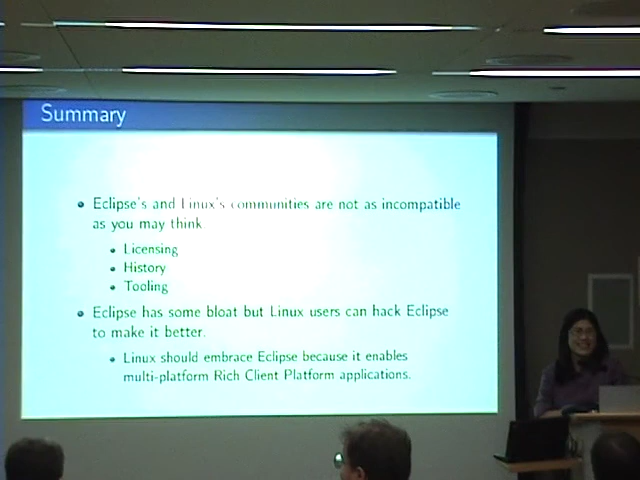 Summary
Eclipse's and Linux's communities are not as incompatible
as you may think
Licensing
History
Tooling
Eclipse has some bloat but Linux users can hack Eclipse
to make it better.
Linux should embrace Eclipse because it enables
multi-platform Rich Client Platform applications.